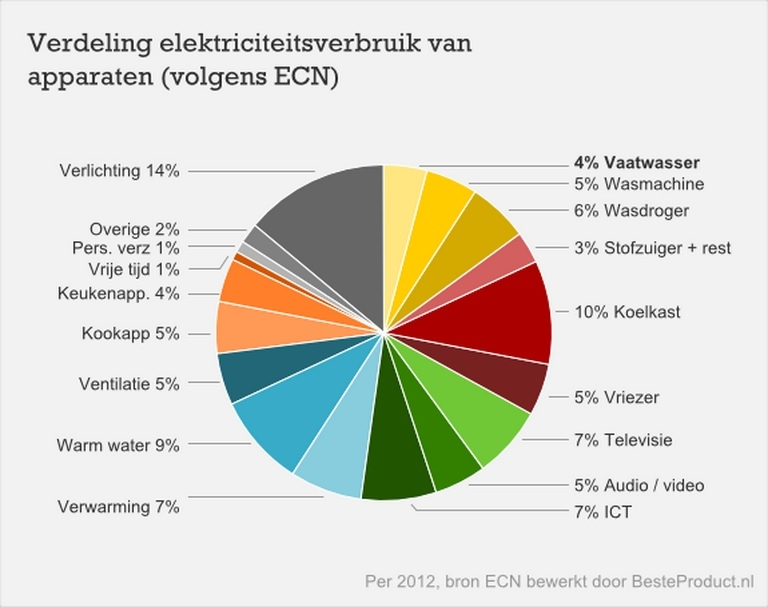 Verdeling elektriciteitsverbruik van
apparaten (volgens ECN)
Verlichting 14%
Overige 2%
Pers. verz 1%
Vrije tijd 1%
Keukenapp. 4%
Kookapp 5%
Ventilatie 5%
Warm water 9%
Verwarming 7%
4% Vaatwasser
5% Wasmachine
6% Wasdroger
3% Stofzuiger + rest
10% Koelkast
5% Vriezer
7% Televisie
5% Audio / video
7% ICT
Per 2012, bron ECN bewerkt door BesteProduct.nl